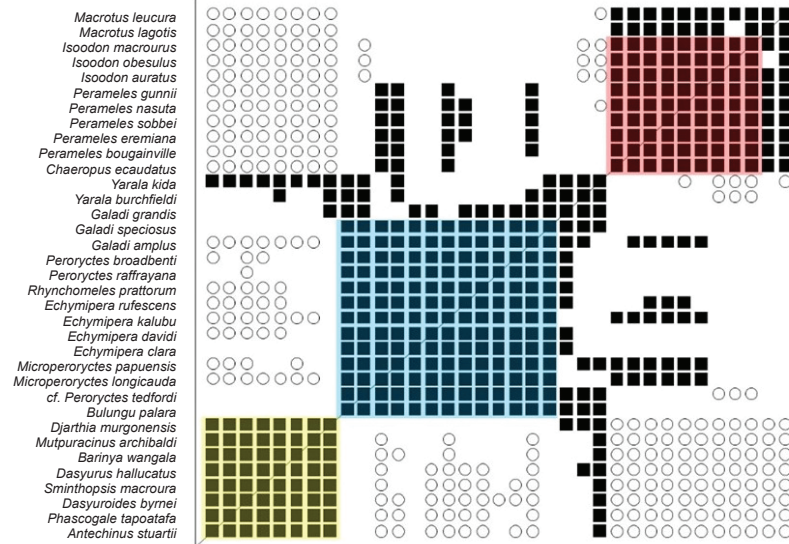 Macrotus leucura
Macrotus lagotis
Isoodon macrourus
Isoodon obesulus
Isoodon auratus
Perameles gunnii
Perameles nasuta
Perameles sobbei
Perameles eremiana
Perameles bougainville
Chaeropus ecaudatus
Yarala kida
Yarala burchfieldi
Galadi grandis
Galadi speciosus
Galadi amplus
Peroryctes broadbenti
Peroryctes raffrayana
Rhynchomeles prattorum
Echymipera rufescens
Echymipera kalubu
Echymipera davidi
Echymipera clara
Microperoryctes papuensis
Microperoryctes longicauda
cf. Peroryctes tedfordi
Bulungu palara
Djarthia murgonensis
Mutpuracinus archibaldi
Barinya wangala
Dasyurus hallucatus
Sminthopsis macroura
Dasyuroides byrnei
Phascogale tapoatafa
Antechinus stuartii